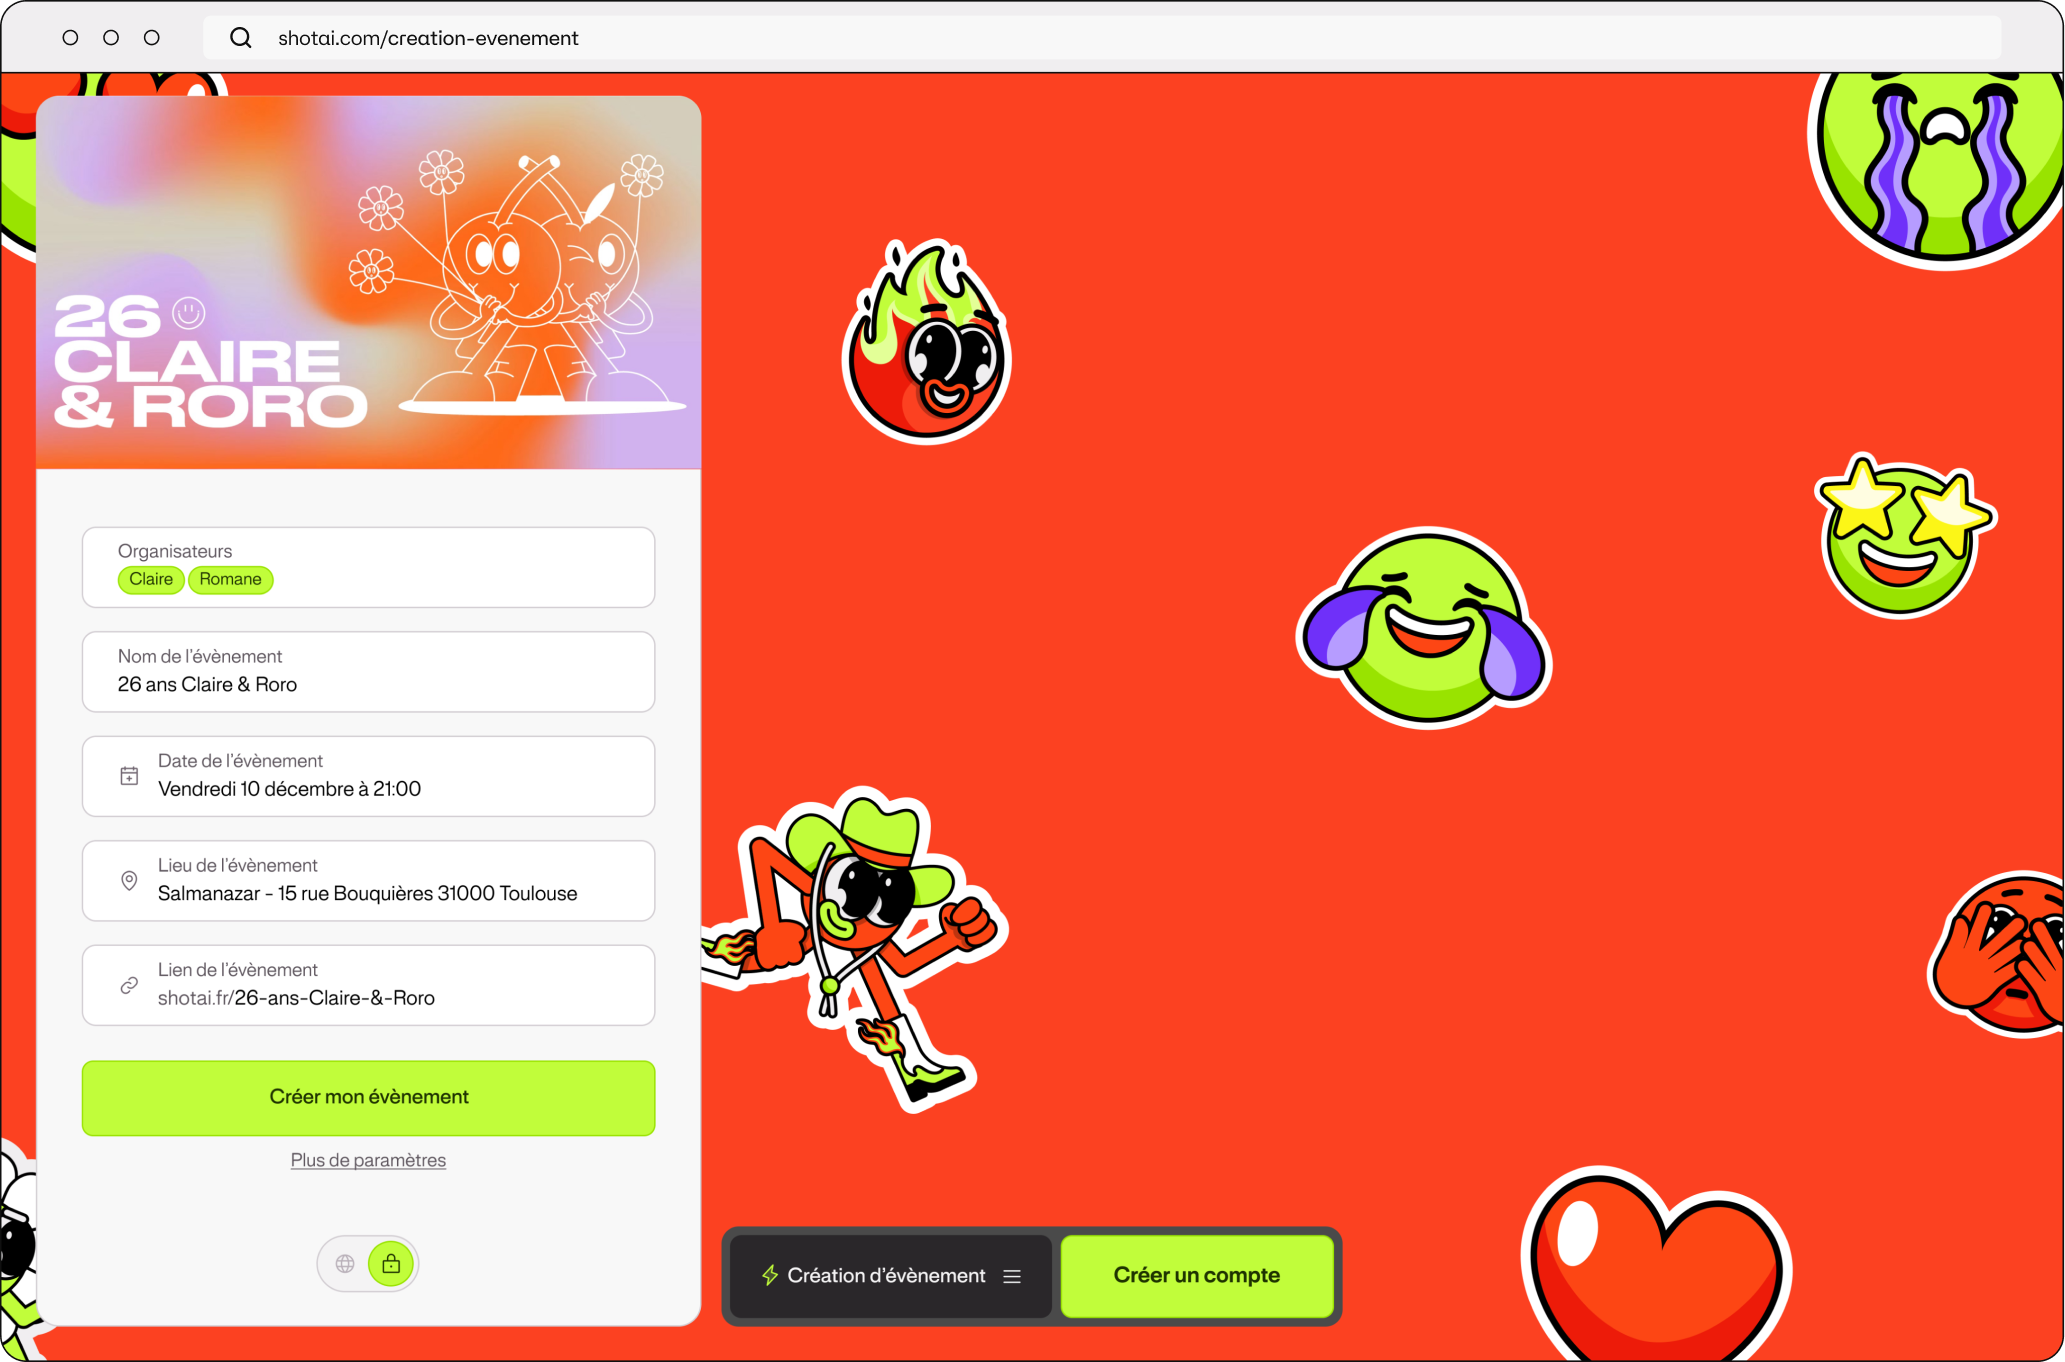 shotai.com/creation-evenement
26
CLAIRE
& RORO
Organisateurs
Claire Romane
Nom de l'évènement
26 ans Claire & Roro
Date de l'évènement
Vendredi 10 décembre à 21:00
Lieu de l'évènement
Salmanazar - 15 rue Bouquières 31000 Toulouse
Lien de l'évènement
shotai.fr/26-ans-Claire-&-Roro
Créer mon évènement
Plus de paramètres
Création d'évènement
Créer un compte